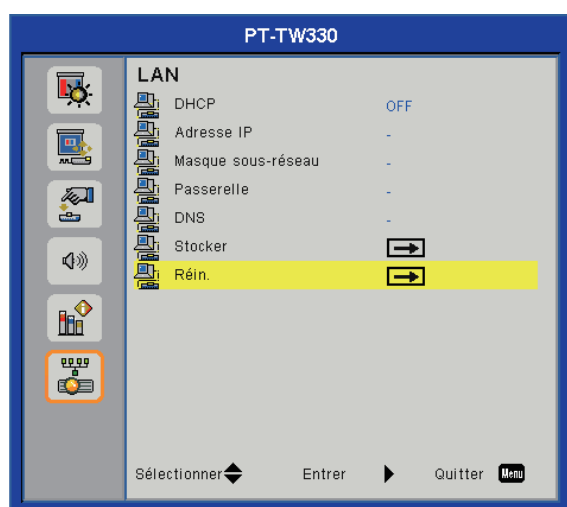 PT-TW330
LAN
DHCP OFF
Adresse IP -
Masque sous-réseau -
Passerelle -
DNS -
Stocker
Réin.
Sélectionner Entrer Quitter Menu